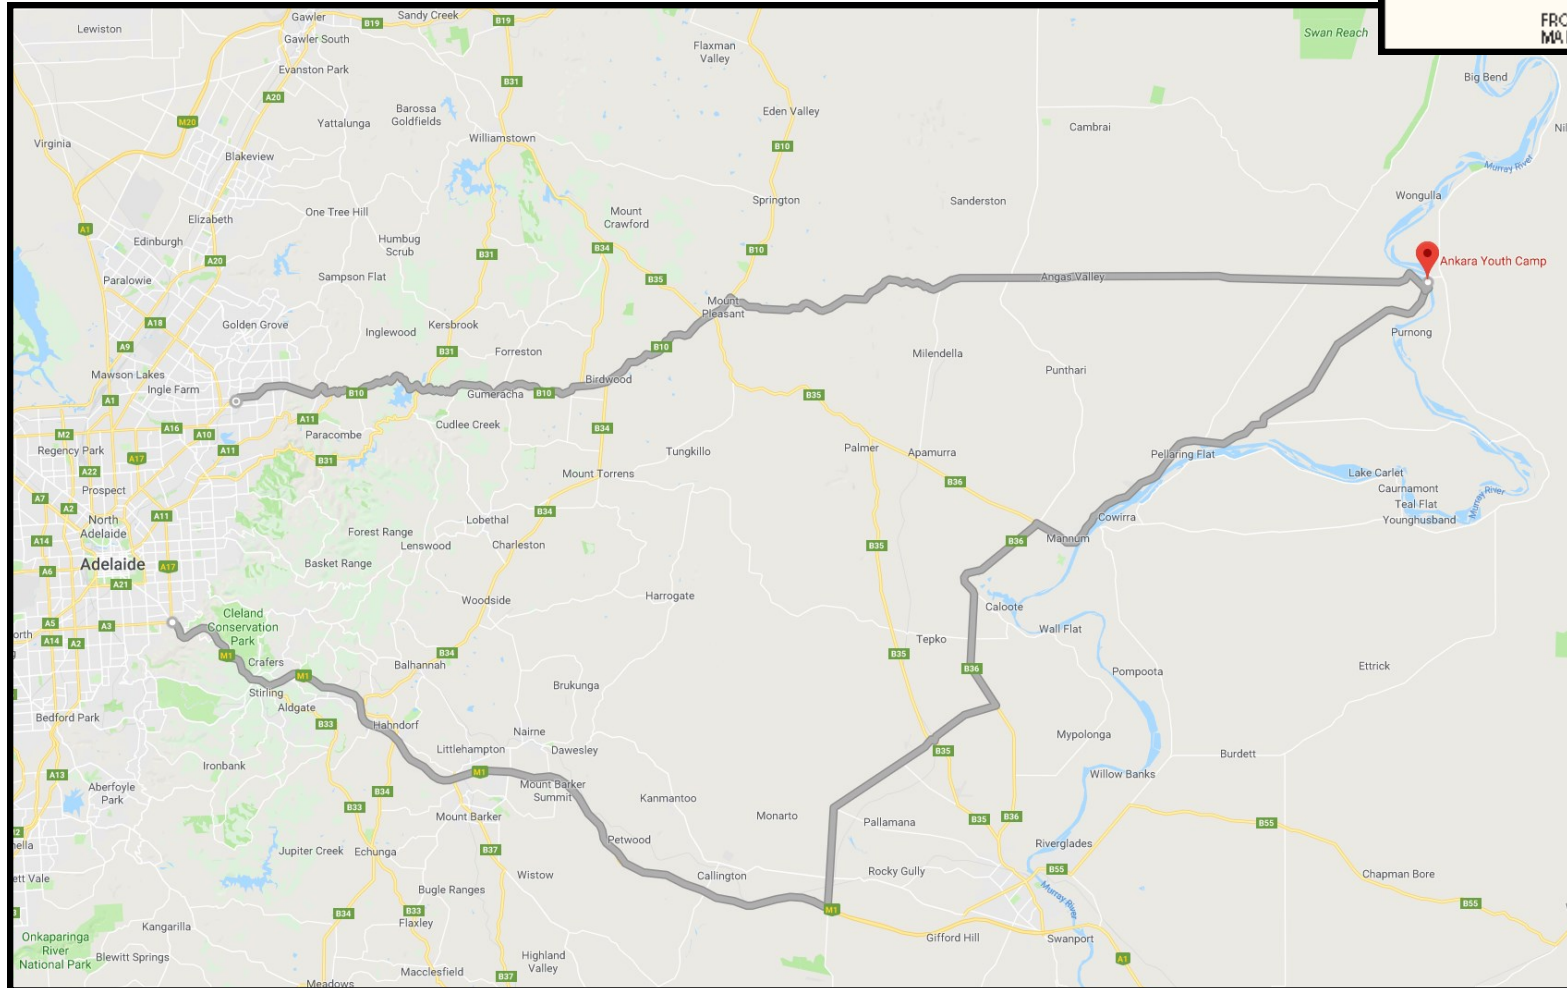 Lewiston
Gawler
Sandy Creek
B19
B19
FRO
MA
Gawler South
Swan Reach
Flaxman
Valley
Evanston Park
Big Bend
B31
A20
Barossa
Goldfields
Yattalunga
Eden Valley
M20
Cambrai
Virginia
Williamstown
Blakeview
B10
Murray River
Springton
Sanderston
Wongulla
One Tree Hill
Mount
Crawford
Elizabeth
A1
Edinburgh
Humbug
Scrub
B34
B10
B31
A20
Ankara Youth Camp
Paralowie
Sampson Flat
B35
Angas Valley
Mount
Pleasant
A18
Golden Grove
Inglewood
Kersbrook
Purnong
A9
B10
B31
Forreston
Milendella
Punthari
Mawson Lakes
Ingle Farm
Birdwood
B10
Gumeracha
B10
B35
A1
A11
Cudlee Creek
B34
M2
A16
A10
Paracombe
A11
Regency Park
A17
B31
Tungkillo
Palmer
Apamurra
Pellaring Flat
A22
Mount Torrens
Lake Carlet
B36
Caurnamont
Prospect
A7
Teal Flat
Murray River
A2
Younghusband
A11
B34
Lobethal
Cowirra
North
Adelaide
Forest Range
Lenswood
Charleston
Mannum
A14
B36
B35
Adelaide
A17
Basket Range
A6
A21
Harrogate
Woodside
Caloote
Cleland
Conservation
Park
A5
A3
Wall Flat
orth
A14
A2
Tepko
B34
B35
M1
Crafers
Balhannah
Ettrick
B36
Pompoota
M1
Stirling
Brukunga
Aldgate
Bedford Park
B33
Hahndorf
Nairne
Mypolonga
Littlehampton
Dawesley
B35
Burdett
Ironbank
M1
Willow Banks
A13
Mount Barker
Summit
Aberfoyle
Park
B34
Kanmantoo
B33
Mount Barker
Monarto
Pallamana
B35
B36
B55
Petwood
Riverglades
Jupiter Creek
Echunga
B37
Rocky Gully
B55
Wistow
Callington
Chapman Bore
ett Vale
Bugle Ranges
Murray River
B55
M1
B34
B33
Flaxley
Kangarilla
Onkaparinga
River
National Park
Gifford Hill
Swanport
Highland
Valley
Blewitt Springs
A1
Macclesfield
B37
Meadows